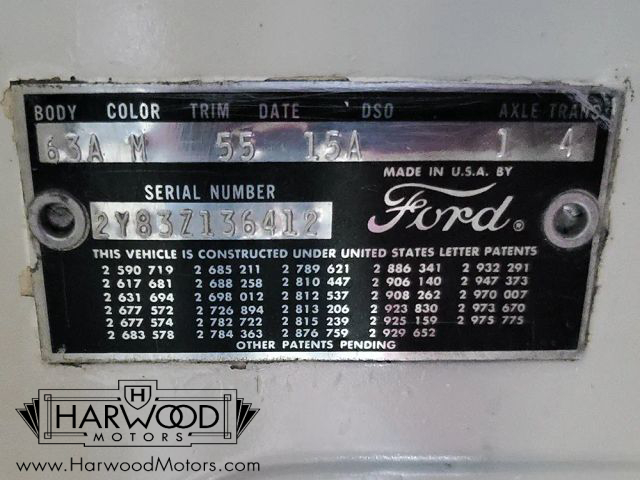 BODY COLOR TRIM DATE DSO AXLE TRANS
63A M 55 15A 1 4
MADE IN U.S.A. BY
SERIAL NUMBER
Ford®
2Y83Z136412
THIS VEHICLE IS CONSTRUCTED UNDER UNITED STATES LETTER PATENTS
2 590 719 2 685 211 2 789 621 2 886 341 2 932 291
2 617 681 2 688 258 2 810 447 2 906 140 2 947 373
2 631 694 2 698 012 2 812 537 2 908 262 2 970 007
2 677 572 2 726 894 2 813 206 2 923 830 2 973 670
2 677 574 2 782 722 2 815 239 2 925 159 2 975 775
2 683 578 2 784 363 2 876 759 2 929 652
OTHER PATENTS PENDING
H
HARWOOD
MOTORS
www.HarwoodMotors.com